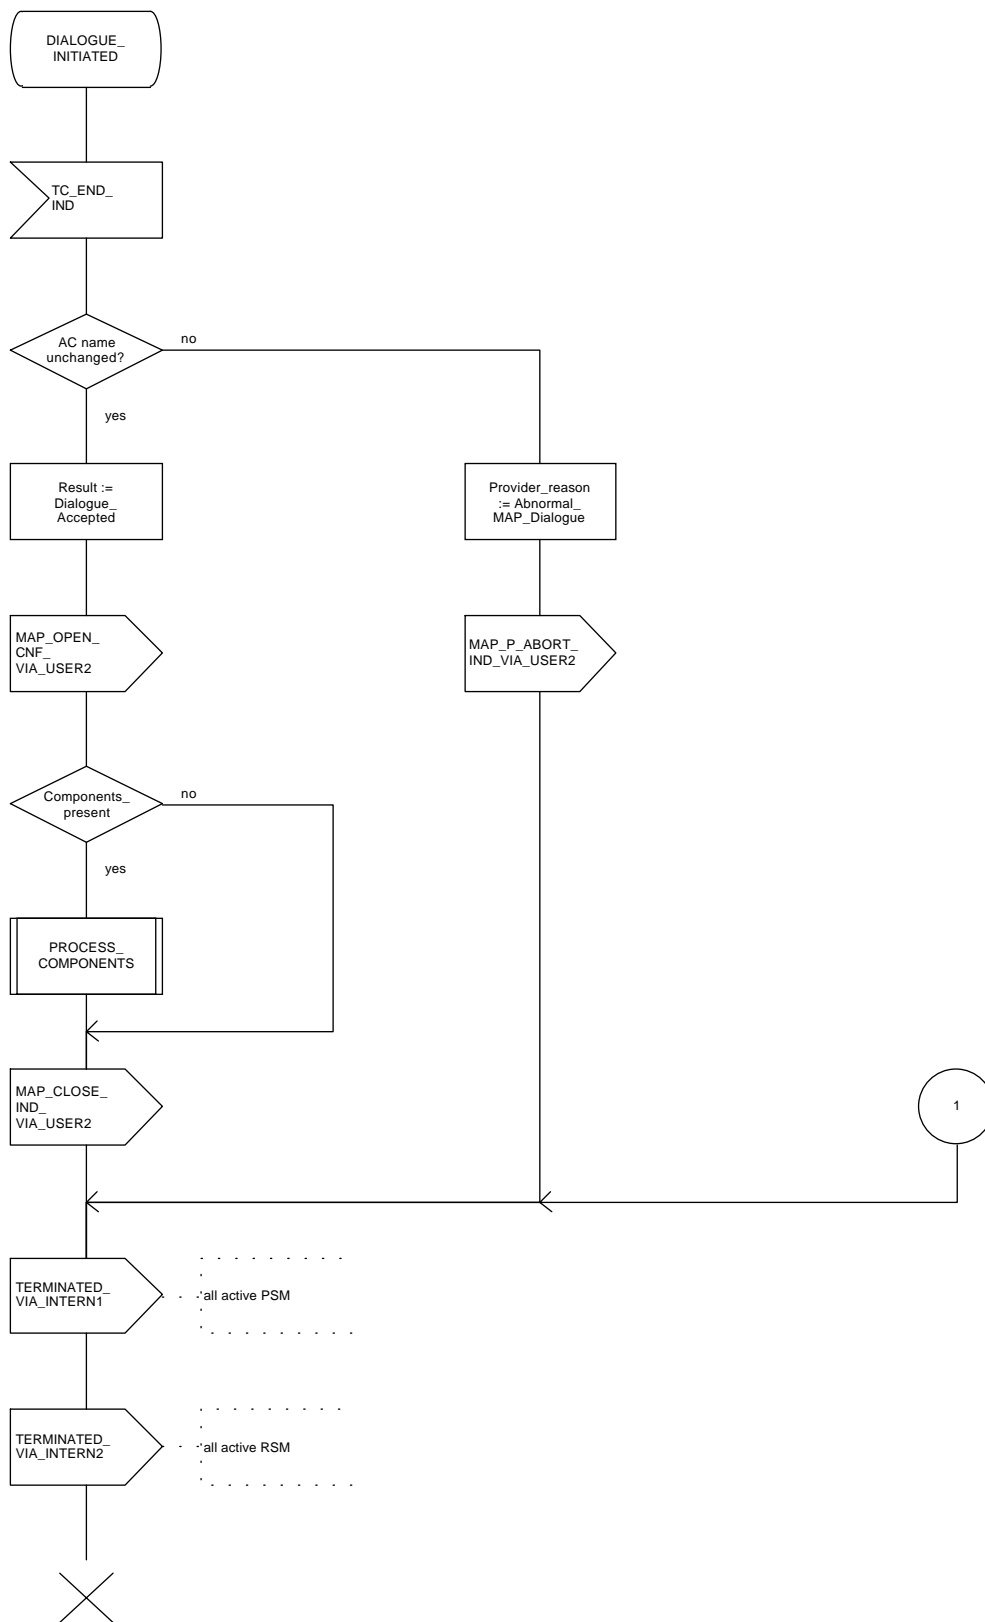 DIALOGUE_
INITIATED
TC_END_
IND
AC name
unchanged?
no
yes
Result :=
Dialogue_
Accepted
Provider_reason
:= Abnormal_
MAP_Dialogue
MAP_OPEN_
CNF_
VIA_USER2
MAP_P_ABORT_
IND_VIA_USER2
Components_
present
no
yes
PROCESS_
COMPONENTS
MAP_CLOSE_
IND_
VIA_USER2
1
TERMINATED_
VIA_INTERN1
all active PSM
TERMINATED_
VIA_INTERN2
all active RSM